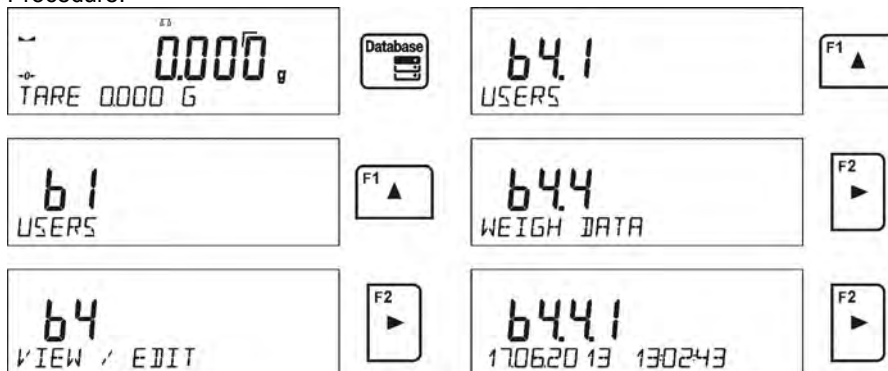 Procedure:
0.000 g
-0-
TARE 0.000 G
Database
b1
USERS
F1
b4
VIEW / EDIT
F2
b4.1
USERS
F1
b4.4
WEIGH DATA
F2
b4.4.1
17.06.2013 13:02:43
F2